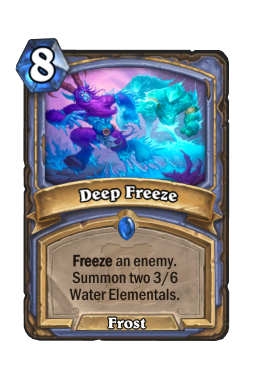 8
Deep Freeze
Freeze an enemy.
Summon two 3/6
Water Elementals.
Frost